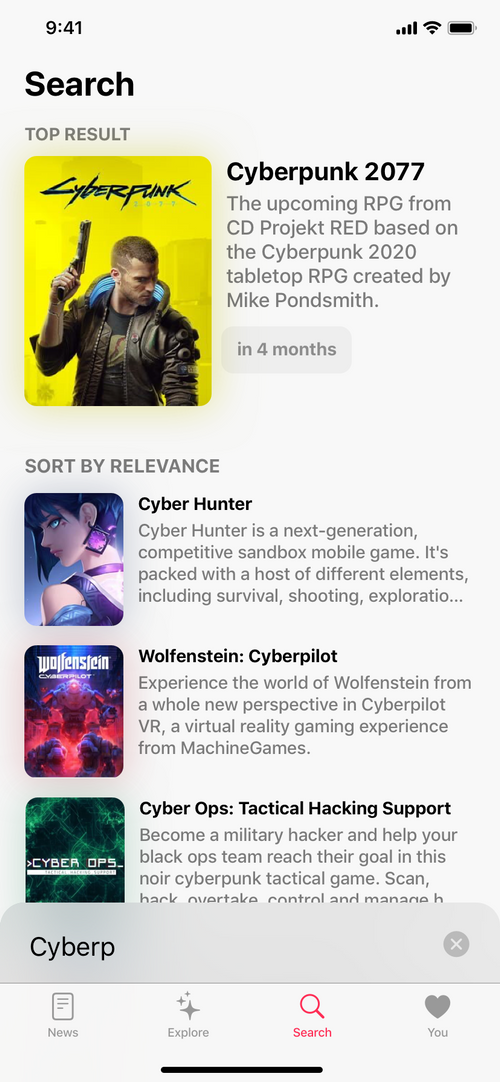 9:41
Search
TOP RESULT
CYBERPUNK
2077
Cyberpunk 2077
The upcoming RPG from
CD Projekt RED based on
the Cyberpunk 2020
tabletop RPG created by
Mike Pondsmith.
in 4 months
SORT BY RELEVANCE
Cyber Hunter
Cyber Hunter is a next-generation,
competitive sandbox mobile game. It's
packed with a host of different elements,
including survival, shooting, exploratio...
Wolfenstein
CYBERPILOT
Wolfenstein: Cyberpilot
Experience the world of Wolfenstein from
a whole new perspective in Cyberpilot
VR, a virtual reality gaming experience
from MachineGames.
>CYBER OPS_
TACTICAL HACKING SUPPORT
Cyber Ops: Tactical Hacking Support
Become a military hacker and help your
black ops team reach their goal in this
noir cyberpunk tactical game. Scan,
hack, overtake, control and manage h
Cyberp
News
Explore
Search
You